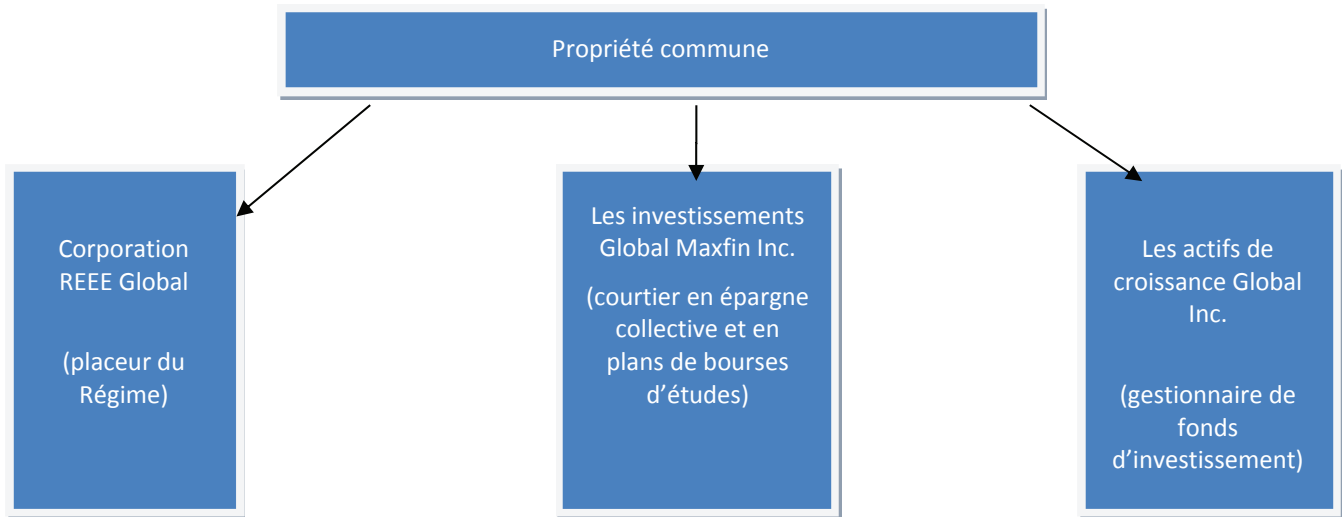 Propriété commune
Corporation
REEE Global
(placeur du
Régime)
Les investissements
Global Maxfin Inc.
(courtier en épargne
collective et en
plans de bourses
d’études)
Les actifs de
croissance Global
Inc.
(gestionnaire de
fonds
d’investissement)